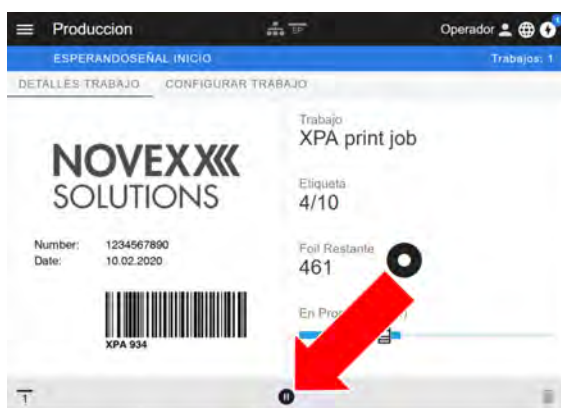 Produccion
Operador
ESPERANDOSEÑAL INICIO
Trabajos: 1
DETALLES TRABAJO
CONFIGURAR TRABAJO
NOVEXX
SOLUTIONS
Number: 1234567890
Date: 10.02.2020
XPA 934
Trabajo
XPA print job
Etiqueta
4/10
Foil Restante
461
En
1